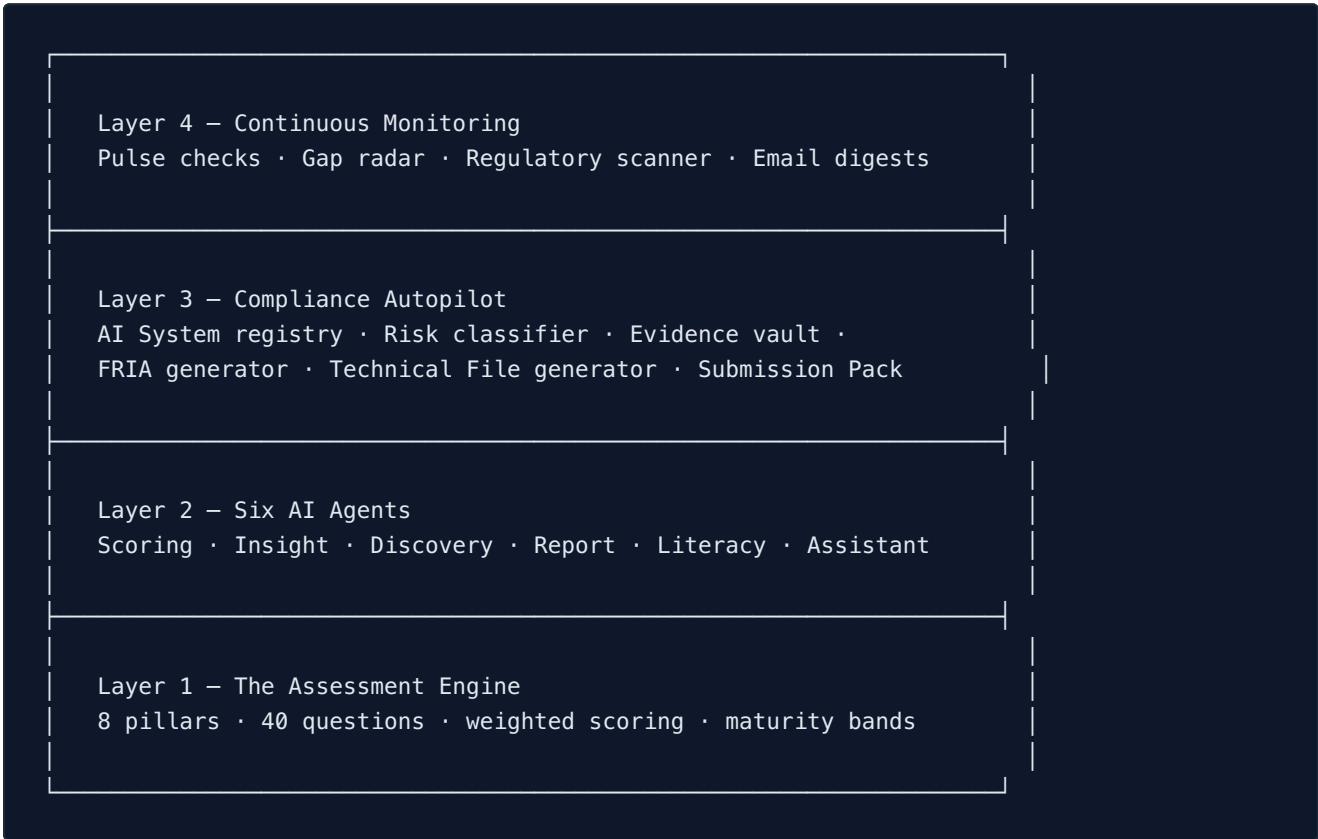 Layer 4 — Continuous Monitoring
Pulse checks · Gap radar · Regulatory scanner · Email digests
Layer 3 — Compliance Autopilot
AI System registry · Risk classifier · Evidence vault ·
FRIA generator · Technical File generator · Submission Pack
Layer 2 — Six AI Agents
Scoring · Insight · Discovery · Report · Literacy · Assistant
Layer 1 — The Assessment Engine
8 pillars · 40 questions · weighted scoring · maturity bands